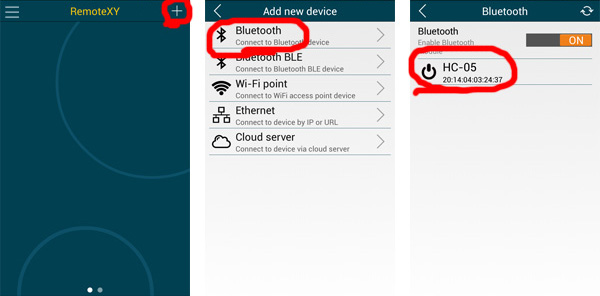 RemoteXY
Add new device
Bluetooth
Connect to Bluetooth device
Bluetooth BLE
Connect to Bluetooth BLE device
Wi-Fi point
Connect to WiFi access point device
Ethernet
Connect to device by IP or URL
Cloud server
Connect to device via cloud server
Bluetooth
Bluetooth
Enable Bluetooth
module
ON
HC-05
20:14:04:03:24:37